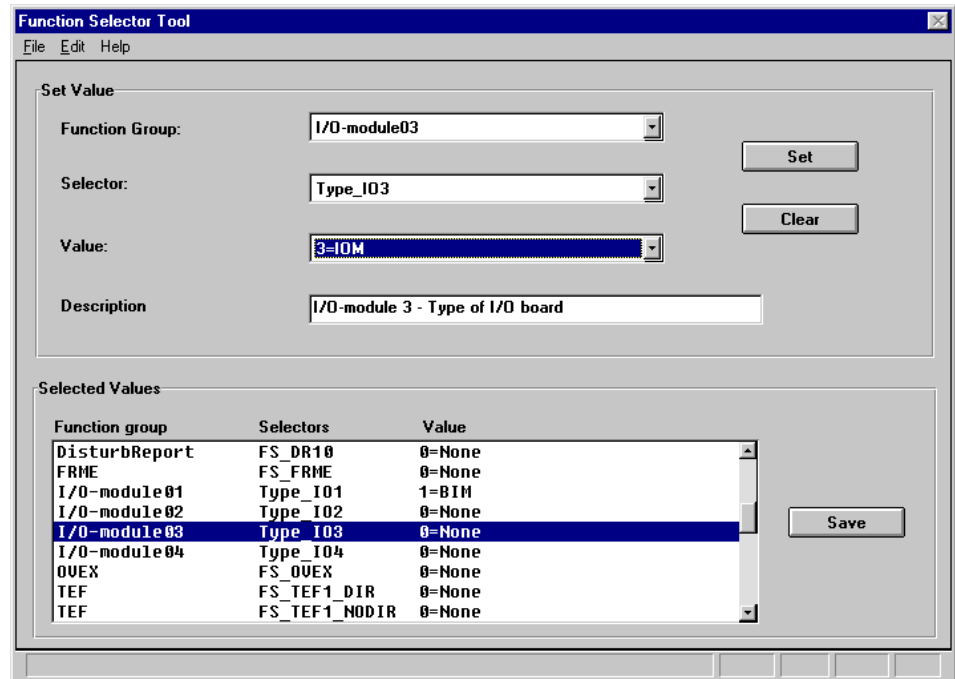 Function Selector Tool
File Edit Help
Set Value
Function Group: I/O-module03
Set
Selector: Type_IO3
Clear
Value: 3=IOM
Description I/O-module 3 - Type of I/O board
Selected Values
Function group Selectors Value
DisturbReport FS_DR10 0=None
FRME FS_FRME 0=None
I/O-module01 Type_IO1 1=BIM
I/O-module02 Type_IO2 0=None
I/O-module03 Type_IO3 0=None
Save
I/O-module04 Type_IO4 0=None
OVEX FS_OVEX 0=None
TEF FS_TEF1_DIR 0=None
TEF FS_TEF1_NODIR 0=None